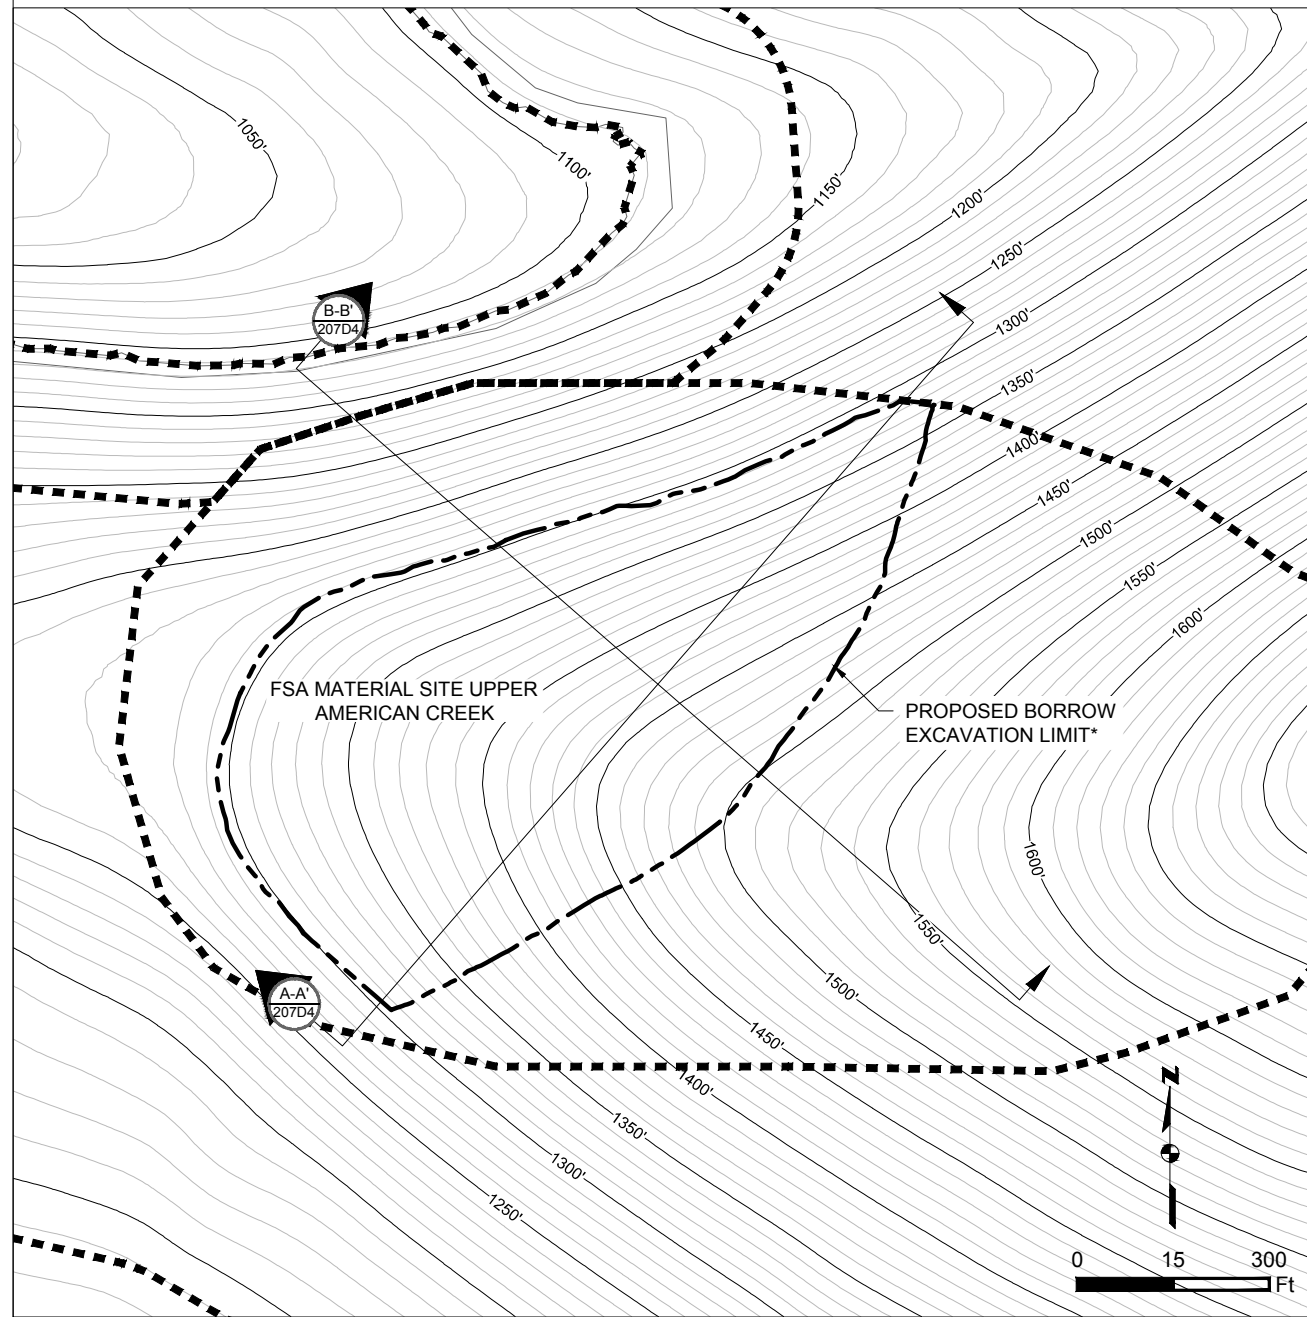 1050'
1100'
1150'
1200'
1250'
1300'
1350'
1400'
1450'
1500'
1550'
1600'
B-B'
207D4
FSA MATERIAL SITE UPPER
AMERICAN CREEK
PROPOSED BORROW
EXCAVATION LIMIT*
1600'
1550'
1500'
1450'
1400'
1350'
1300'
1250'
A-A'
207D4
N
0 15 300
Ft